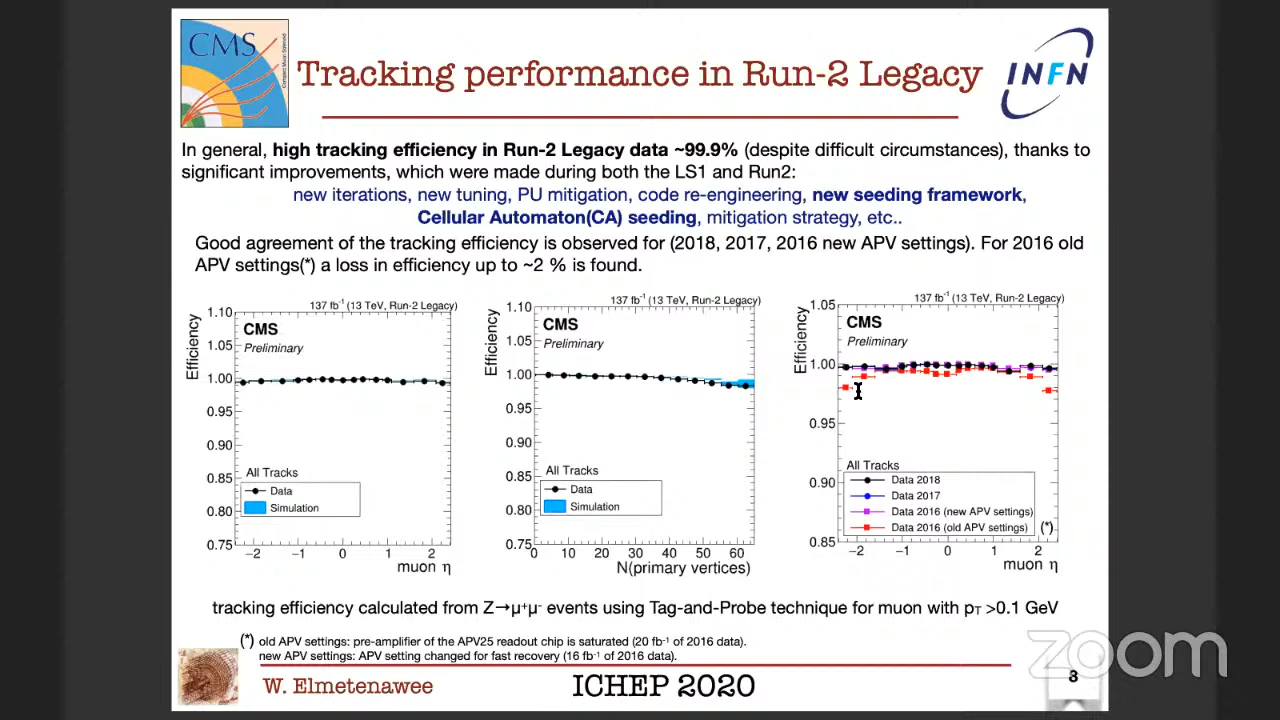 CMS
Compact Muon Solenoid
Tracking performance in Run-2 Legacy
INFN
In general, high tracking efficiency in Run-2 Legacy data ~99.9% (despite difficult circumstances), thanks to
significant improvements, which were made during both the LS1 and Run2:
new iterations, new tuning, PU mitigation, code re-engineering, new seeding framework,
Cellular Automaton(CA) seeding, mitigation strategy, etc..
Good agreement of the tracking efficiency is observed for (2018, 2017, 2016 new APV settings). For 2016 old
APV settings(*) a loss in efficiency up to ~2 % is found.
137 fb⁻¹ (13 TeV, Run-2 Legacy)
Efficiency
1.10
1.05
1.00
0.95
0.90
0.85
0.80
0.75
CMS
Preliminary
All Tracks
Data
Simulation
−2 −1 0 1 2
muon η
137 fb⁻¹ (13 TeV, Run-2 Legacy)
Efficiency
1.10
1.05
1.00
0.95
0.90
0.85
0.80
0.75
CMS
Preliminary
All Tracks
Data
Simulation
0 10 20 30 40 50 60
N(primary vertices)
137 fb⁻¹ (13 TeV, Run-2 Legacy)
Efficiency
1.05
1.00
0.95
0.90
0.85
CMS
Preliminary
All Tracks
Data 2018
Data 2017
Data 2016 (new APV settings)
Data 2016 (old APV settings) (*)
−2 −1 0 1 2
muon η
tracking efficiency calculated from Z→μ⁺μ⁻ events using Tag-and-Probe technique for muon with pT >0.1 GeV
(*) old APV settings: pre-amplifier of the APV25 readout chip is saturated (20 fb⁻¹ of 2016 data).
new APV settings: APV setting changed for fast recovery (16 fb⁻¹ of 2016 data).
zoom
W. Elmetenawee
ICHEP 2020
8